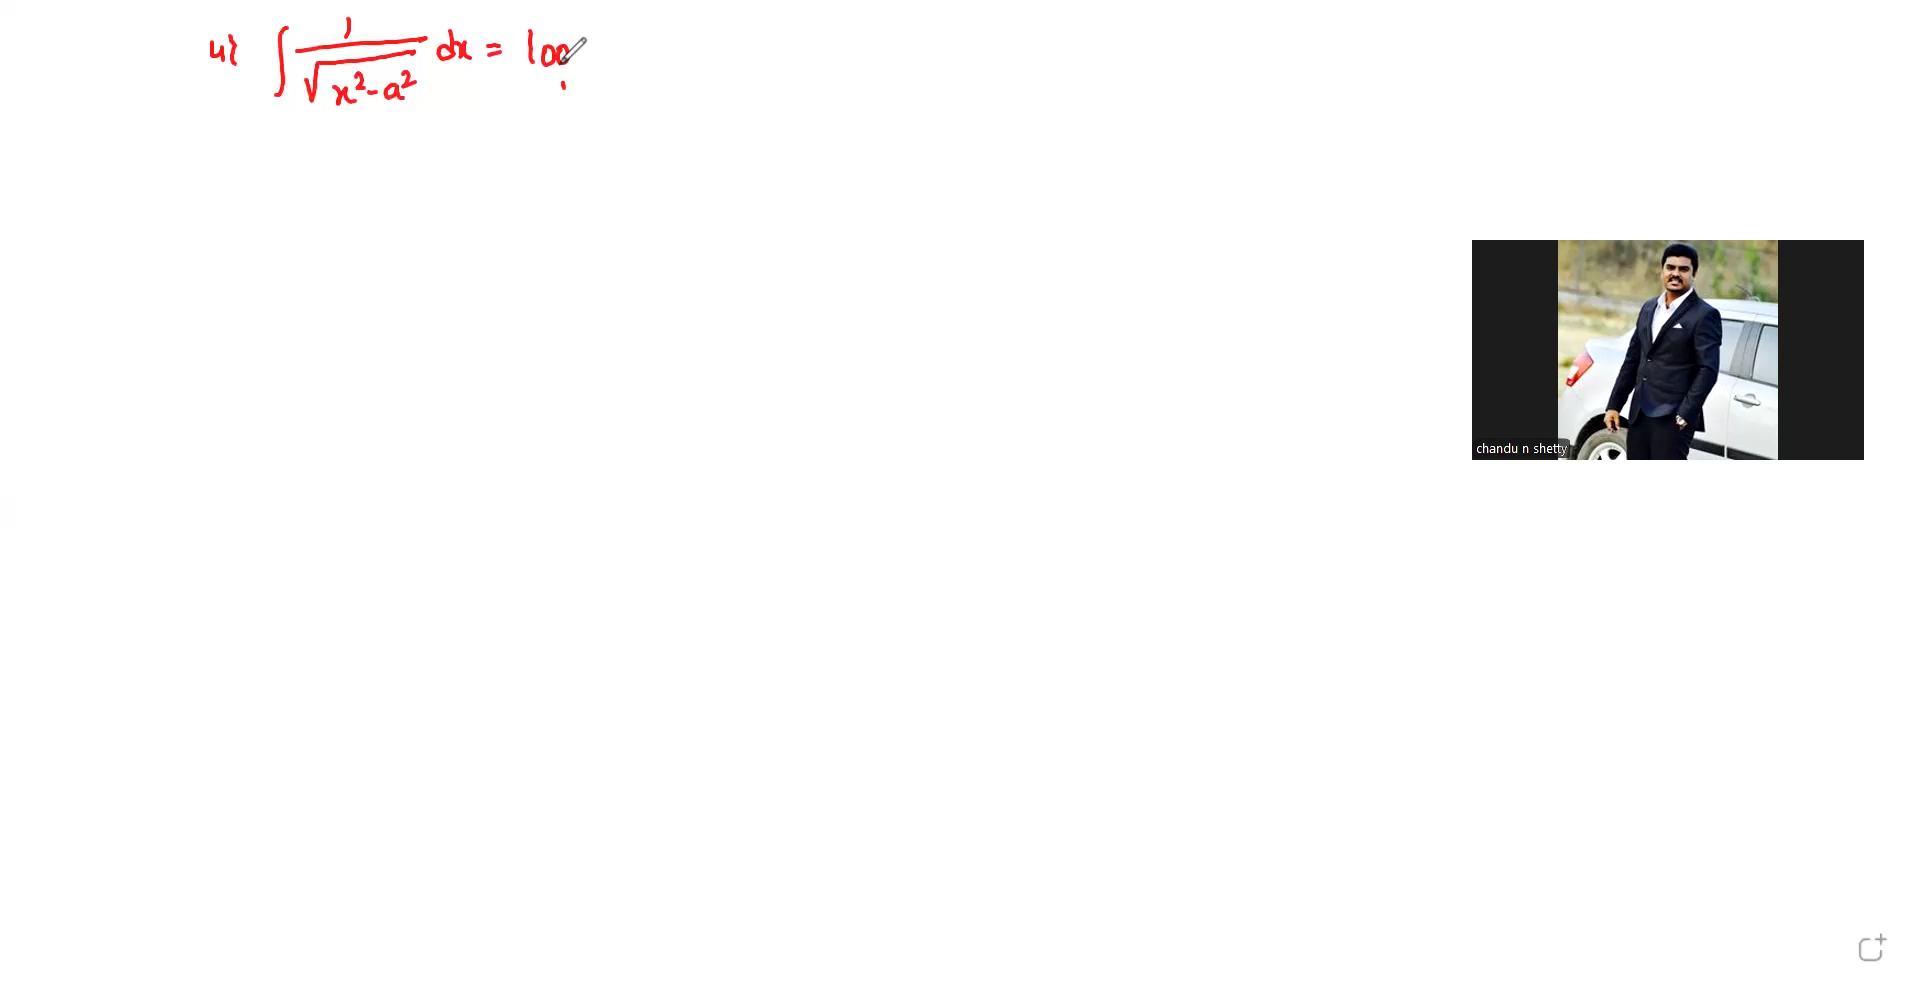 4) ∫ 1/√(x²-a²) dx = log
chandu n shetty